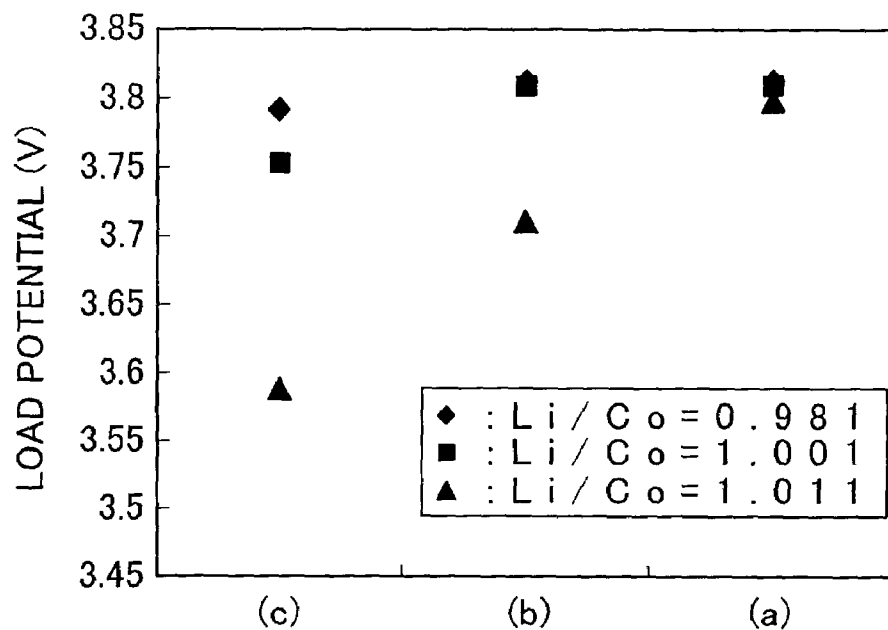 LOAD POTENTIAL (V)
3.85
3.8
3.75
3.7
3.65
3.6
3.55
3.5
3.45
◆ : Li/Co=0.981
■ : Li/Co=1.001
▲ : Li/Co=1.011
(c) (b) (a)